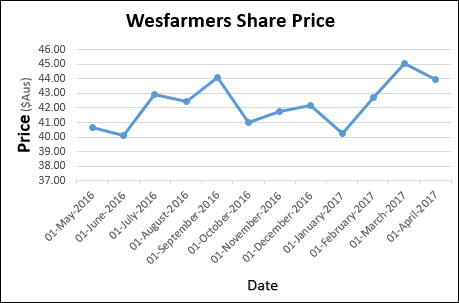 Wesfarmers Share Price
Price ($Aus)
46.00
45.00
44.00
43.00
42.00
41.00
40.00
39.00
38.00
37.00
01-May-2016
01-June-2016
01-July-2016
01-August-2016
01-September-2016
01-October-2016
01-November-2016
01-December-2016
01-January-2017
01-February-2017
01-March-2017
01-April-2017
Date